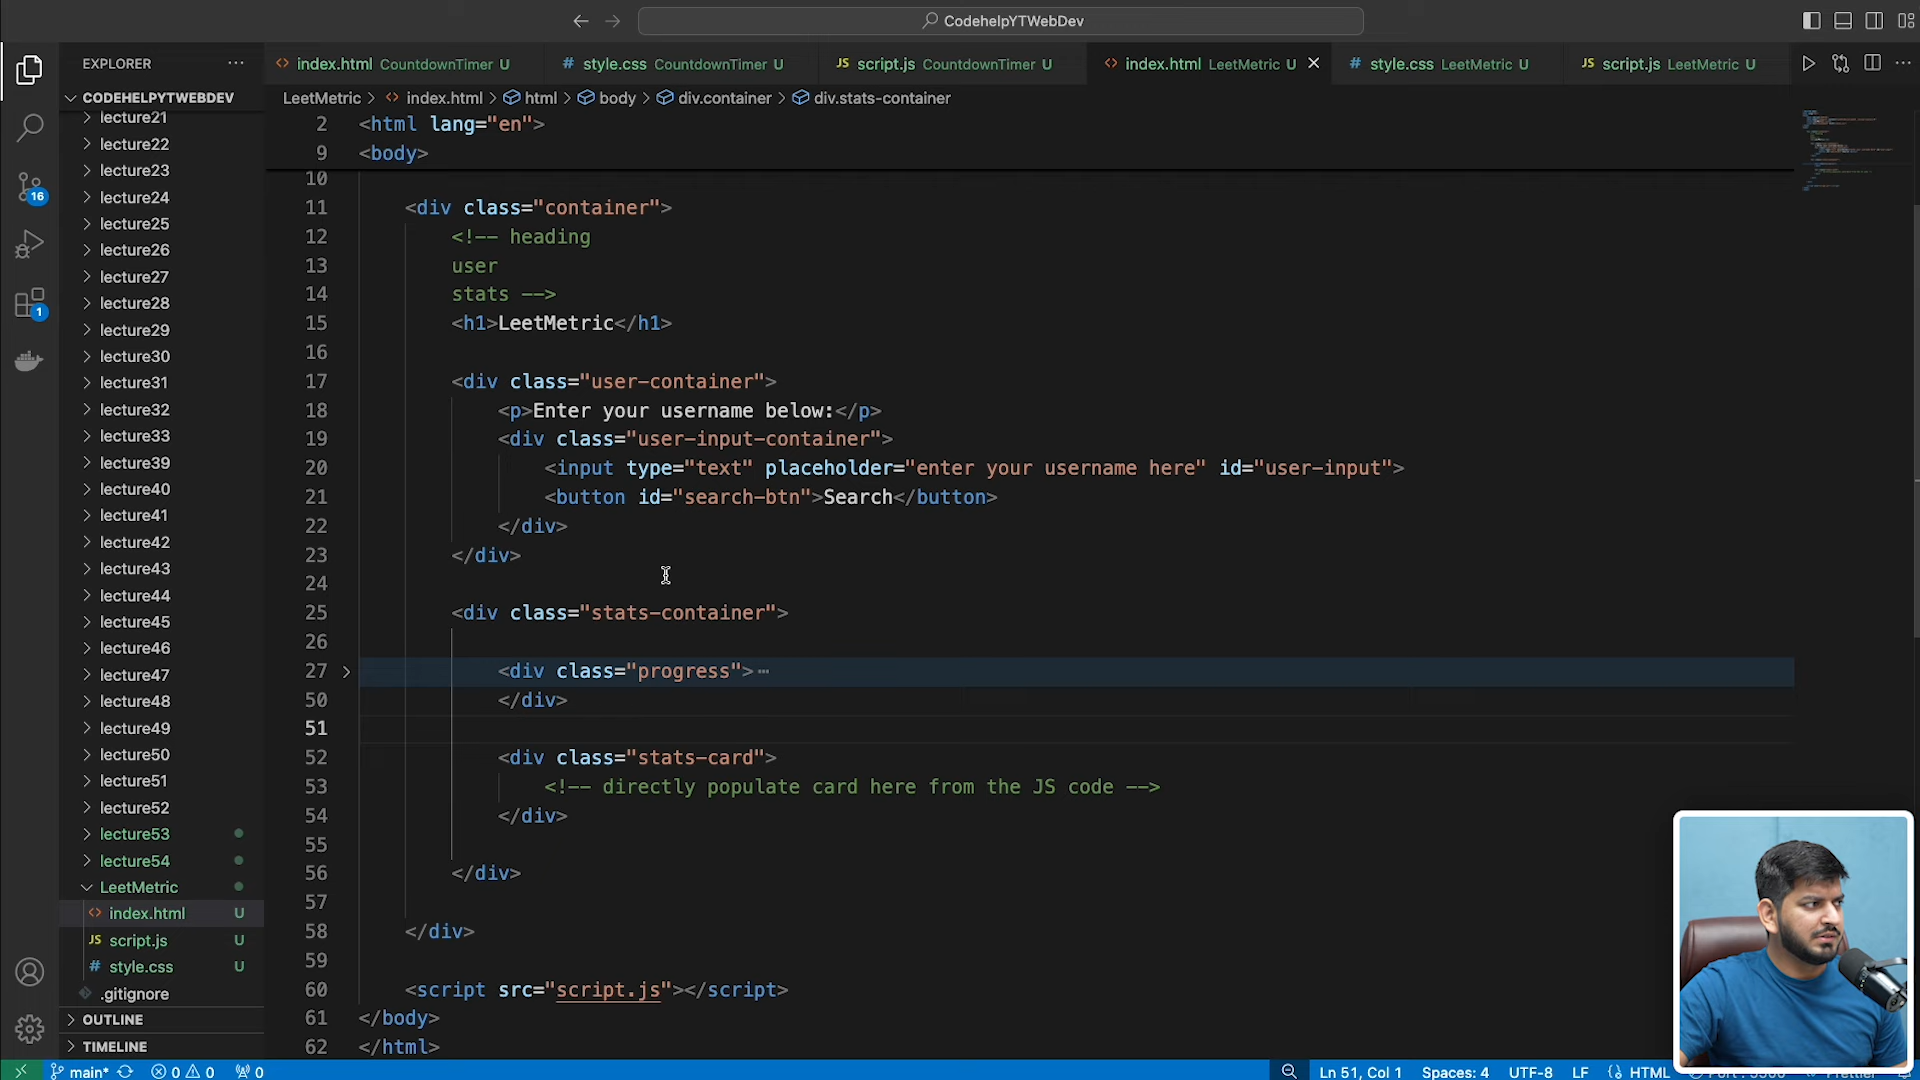 CodehelpYTWebDev
EXPLORER
index.html CountdownTimer U
style.css CountdownTimer U
JS script.js CountdownTimer U
index.html LeetMetric U
style.css LeetMetric U
JS script.js LeetMetric U
CODEHELPYTWEBDEV
LeetMetric > index.html > html > body > div.container > div.stats-container
lecture21
lecture22
lecture23
lecture24
lecture25
lecture26
lecture27
lecture28
lecture29
lecture30
lecture31
lecture32
lecture33
lecture39
lecture40
lecture41
lecture42
lecture43
lecture44
lecture45
lecture46
lecture47
lecture48
lecture49
lecture50
lecture51
lecture52
lecture53
lecture54
LeetMetric
index.html U
JS script.js U
# style.css U
.gitignore
OUTLINE
TIMELINE
16
1
2 <html lang="en">
9 <body>
10
11 <div class="container">
12 <!-- heading
13 user
14 stats -->
15 <h1>LeetMetric</h1>
16
17 <div class="user-container">
18 <p>Enter your username below:</p>
19 <div class="user-input-container">
20 <input type="text" placeholder="enter your username here" id="user-input">
21 <button id="search-btn">Search</button>
22 </div>
23 </div>
24
25 <div class="stats-container">
26
27 <div class="progress">⋯
50 </div>
51
52 <div class="stats-card">
53 <!-- directly populate card here from the JS code -->
54 </div>
55
56 </div>
57
58 </div>
59
60 <script src="script.js"></script>
61 </body>
62 </html>
main* 0 0 0
Ln 51, Col 1 Spaces: 4 UTF-8 LF {} HTML